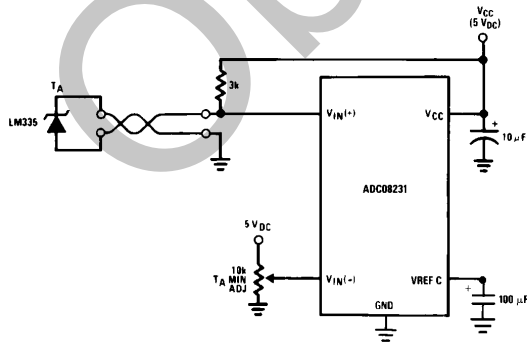 VCC
(5 VDC)
TA
3k
LM335
VIN(+)
VCC
+
10 μF
ADC08231
5 VDC
10k
TA MIN
ADJ
VIN(−)
VREF C
+
100 μF
GND
Ob